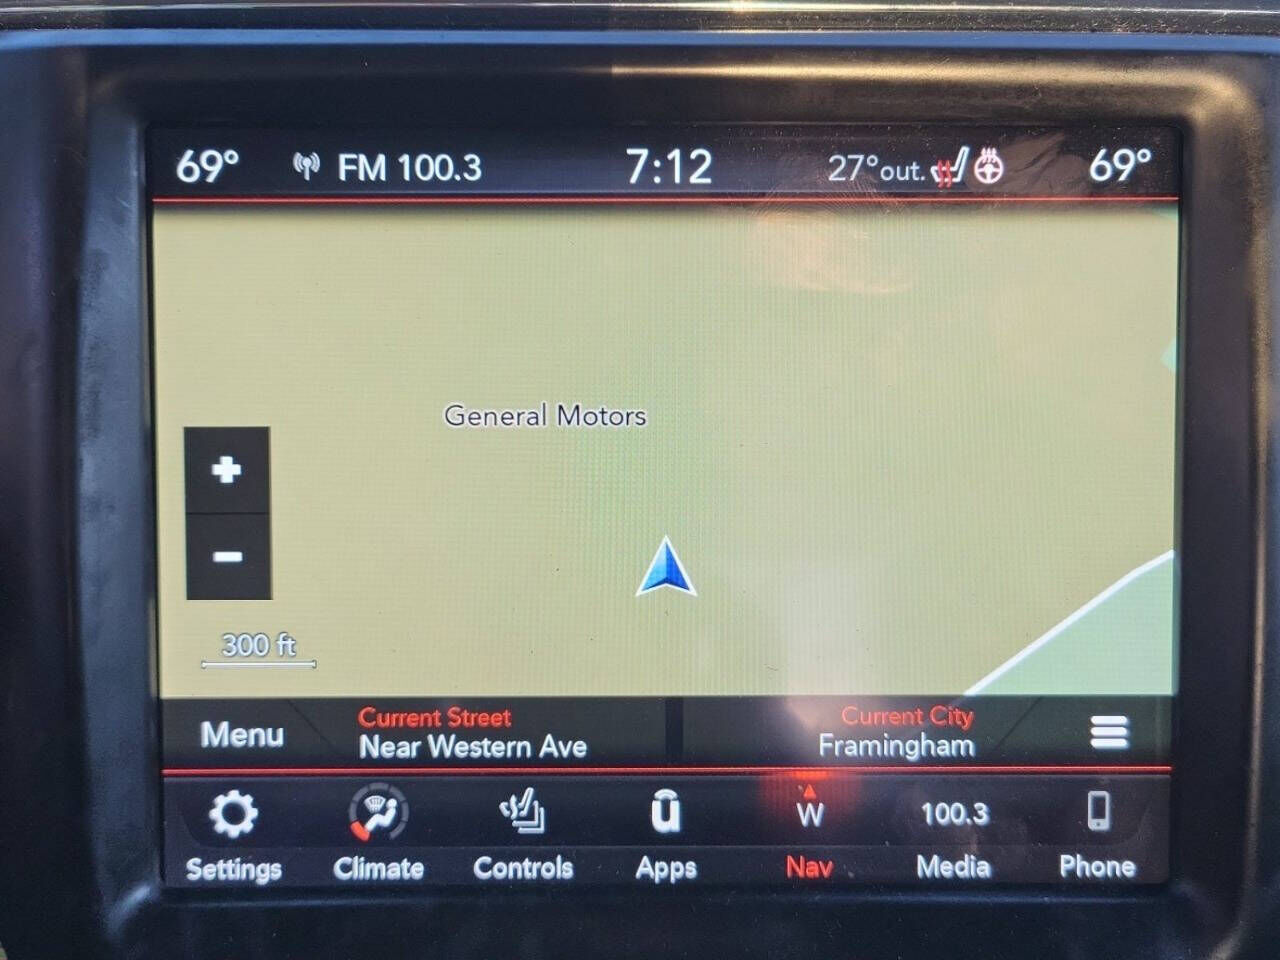 69° FM 100.3 7:12 27° out. 69°
General Motors
+
-
300 ft
Menu
Current Street
Near Western Ave
Current City
Framingham
W 100.3
Settings Climate Controls Apps Nav Media Phone